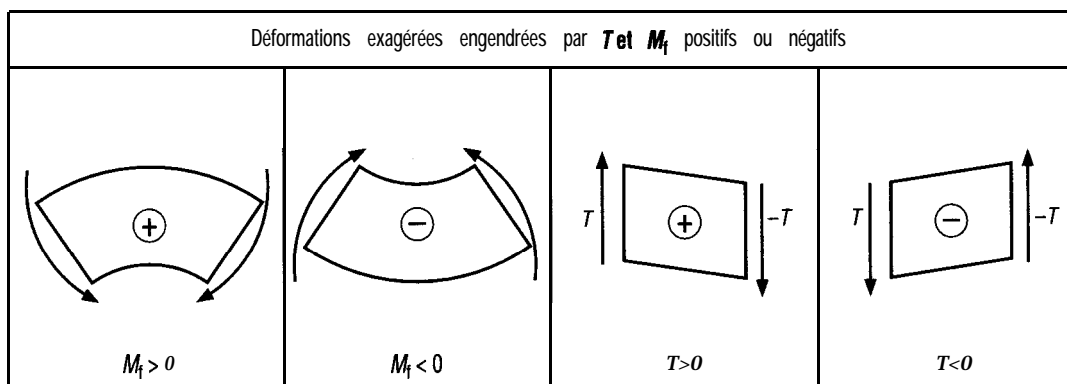 Déformations exagérées engendrées par T et Mf positifs ou négatifs
+
−
T + −T
T − −T
Mf > 0
Mf < 0
T>0
T<0